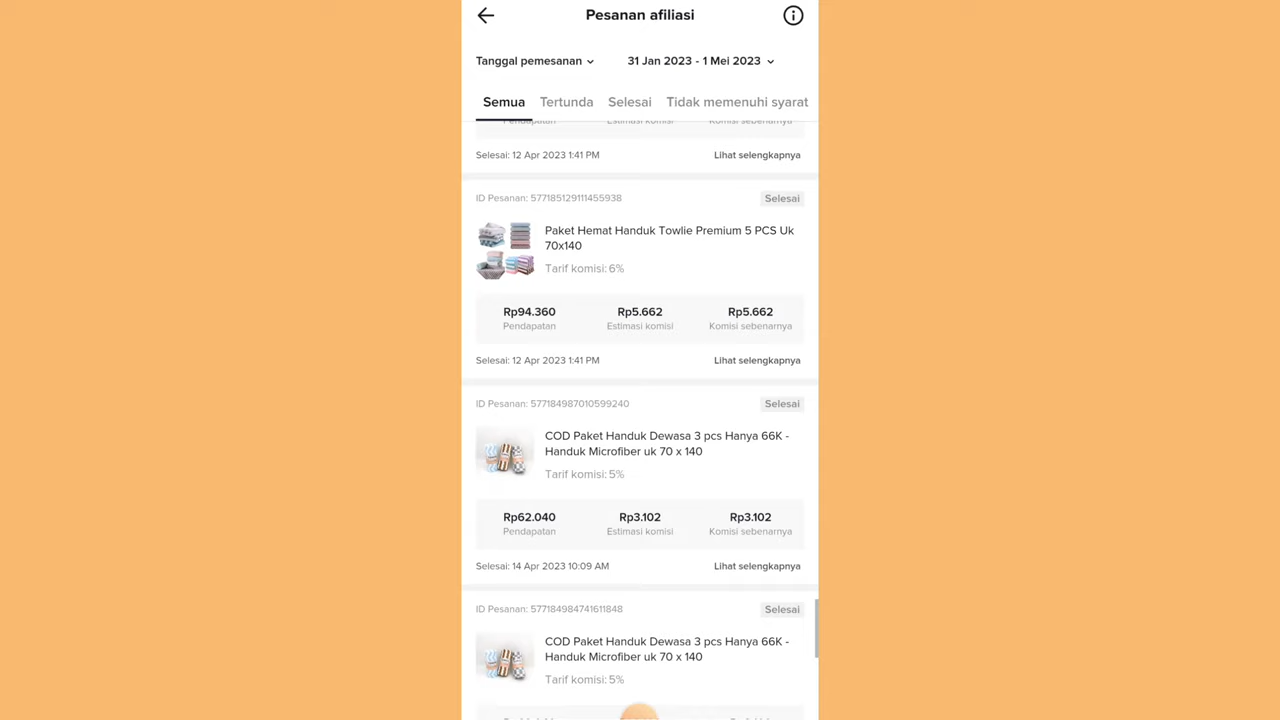 Pesanan afiliasi
Tanggal pemesanan
31 Jan 2023 - 1 Mei 2023
Semua
Tertunda
Selesai
Tidak memenuhi syarat
Pendapatan
Estimasi komisi
Komisi sebenarnya
Selesai: 12 Apr 2023 1:41 PM
Lihat selengkapnya
ID Pesanan: 577185129111455938
Selesai
Paket Hemat Handuk Towlie Premium 5 PCS Uk
70x140
Tarif komisi: 6%
Rp94.360
Rp5.662
Rp5.662
Pendapatan
Estimasi komisi
Komisi sebenarnya
Selesai: 12 Apr 2023 1:41 PM
Lihat selengkapnya
ID Pesanan: 577184987010599240
Selesai
COD Paket Handuk Dewasa 3 pcs Hanya 66K -
Handuk Microfiber uk 70 x 140
Tarif komisi: 5%
Rp62.040
Rp3.102
Rp3.102
Pendapatan
Estimasi komisi
Komisi sebenarnya
Selesai: 14 Apr 2023 10:09 AM
Lihat selengkapnya
ID Pesanan: 577184984741611848
Selesai
COD Paket Handuk Dewasa 3 pcs Hanya 66K -
Handuk Microfiber uk 70 x 140
Tarif komisi: 5%